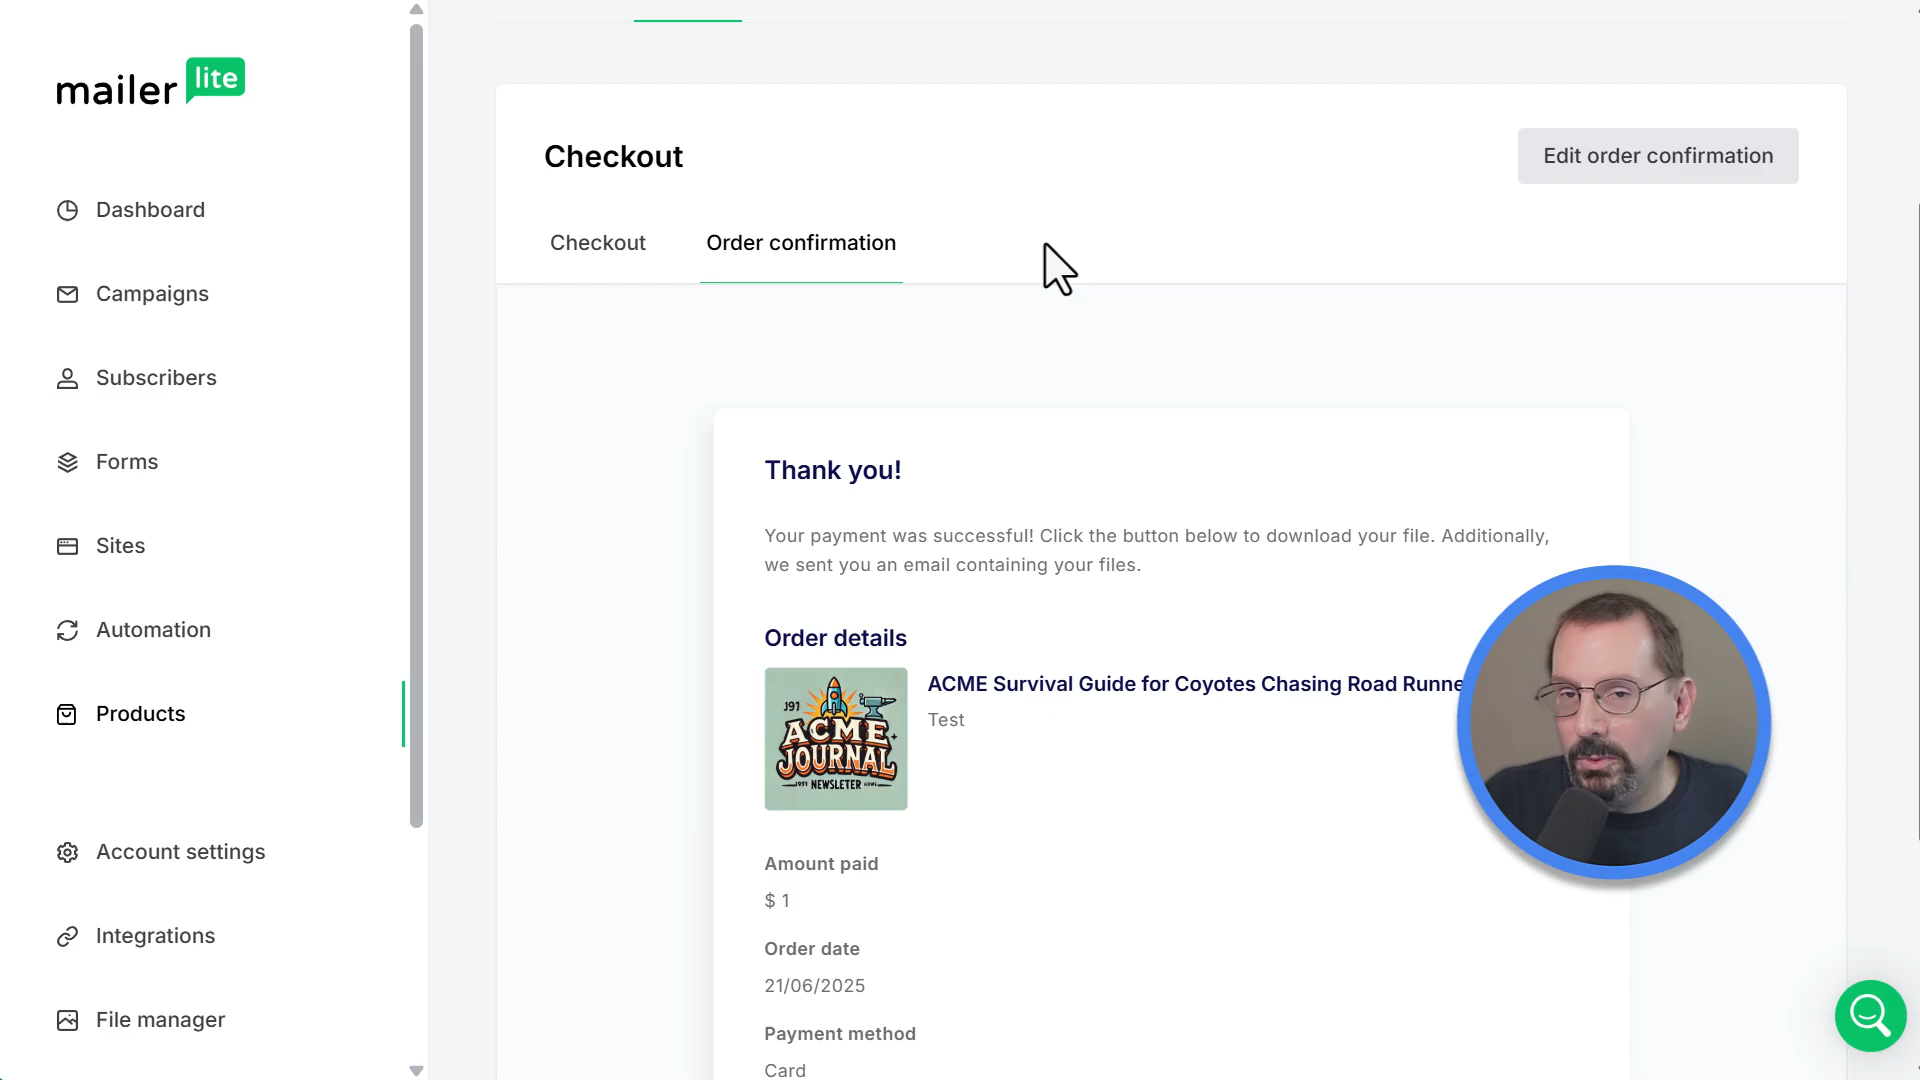 mailer lite
Dashboard
Campaigns
Subscribers
Forms
Sites
Automation
Products
Account settings
Integrations
File manager
Checkout
Edit order confirmation
Checkout
Order confirmation
Thank you!
Your payment was successful! Click the button below to download your file. Additionally,
we sent you an email containing your files.
Order details
J91
ACME
JOURNAL
NEWSLETER
ACME Survival Guide for Coyotes Chasing Road Runne
Test
Amount paid
$ 1
Order date
21/06/2025
Payment method
Card